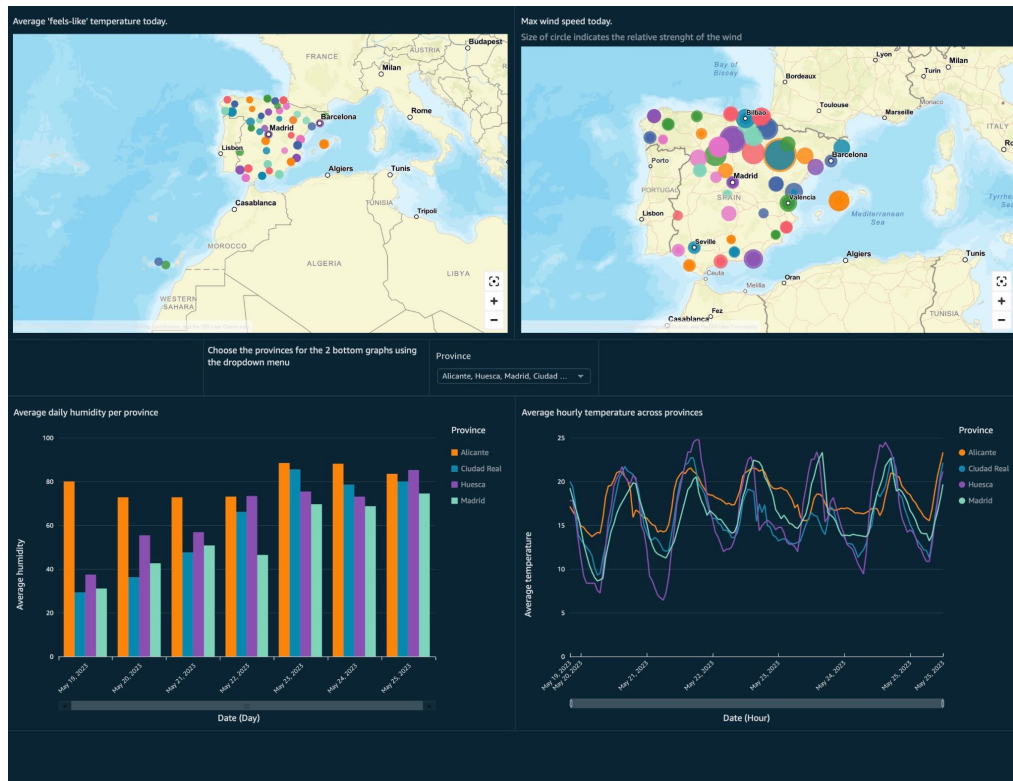 Average 'feels-like' temperature today.
Budapest
AUSTRIA
FRANCE
Milan
Rome
Barcelona
Madrid
Lisbon
Algiers
Tunis
Casablanca
TUNISIA
Tripoli
MOROCCO
ALGERIA
LIBYA
WESTERN
SAHARA
+
−
Max wind speed today.
Size of circle indicates the relative strenght of the wind
Lyon
Milan
Bay of
Biscay
Turin
Bordeaux
Monaco
Toulouse
Marseille
Bilbao
ITALY
Porto
Barcelona
Madrid
PORTUGAL
SPAIN
Valencia
Lisbon
Mediterranean
Sea
Seville
Algiers
Tunis
Ceuta
Oran
Melilla
Fez
Casablanca
TUNISIA
+
−
Choose the provinces for the 2 bottom graphs using
the dropdown menu
Province
Alicante, Huesca, Madrid, Ciudad ...
Average daily humidity per province
100
80
60
40
20
0
Average humidity
May 19, 2023
May 20, 2023
May 21, 2023
May 22, 2023
May 23, 2023
May 24, 2023
May 25, 2023
Date (Day)
Province
Alicante
Ciudad Real
Huesca
Madrid
Average hourly temperature across provinces
25
20
15
10
5
0
Average temperature
May 19, 2023
May 20, 2023
May 21, 2023
May 22, 2023
May 23, 2023
May 24, 2023
May 25, 2023
May 25, 2023
Date (Hour)
Province
Alicante
Ciudad Real
Huesca
Madrid